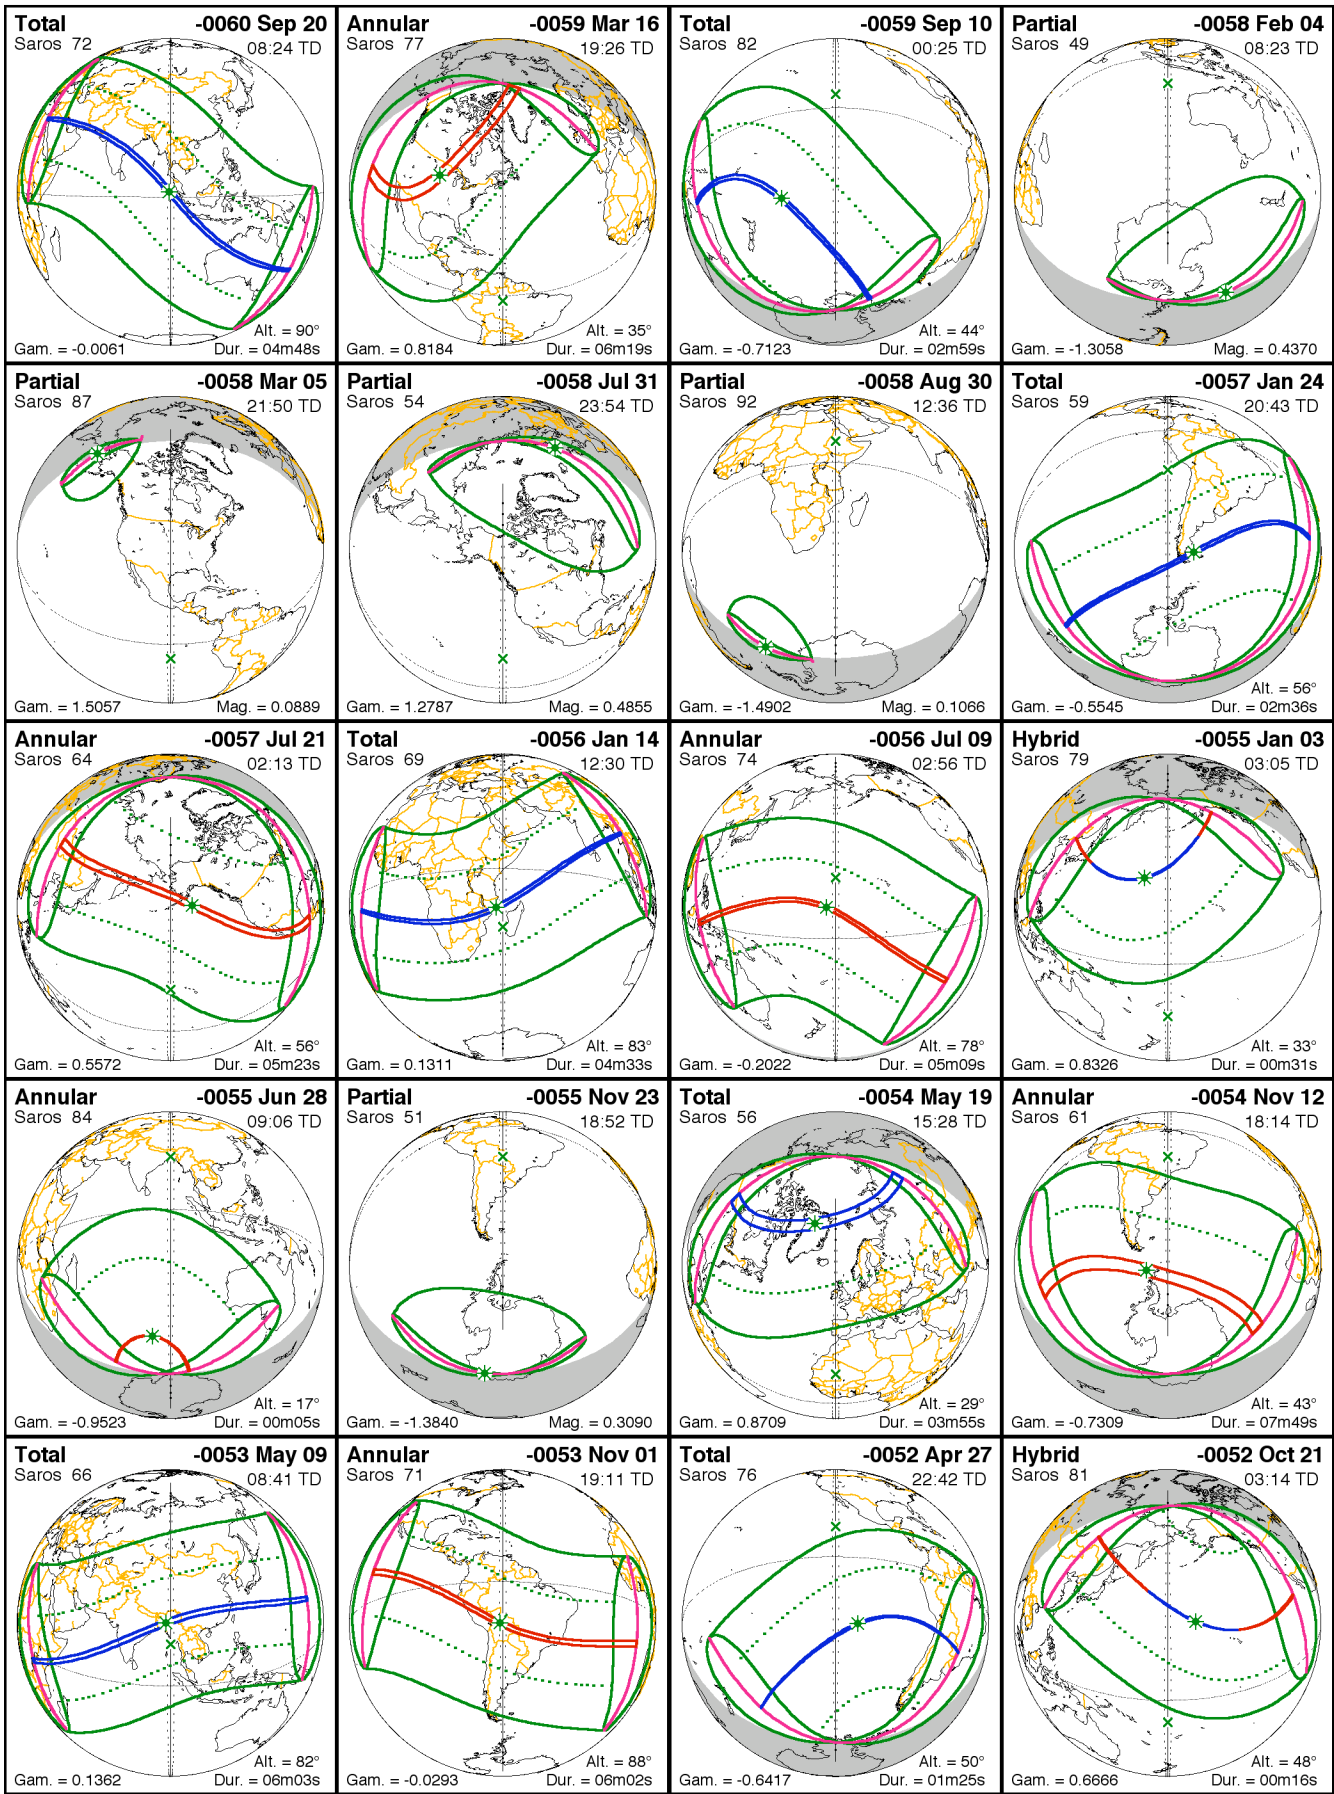 Total -0060 Sep 20
Saros 72 08:24 TD
Alt. = 90°
Gam. = -0.0061 Dur. = 04m48s
Annular -0059 Mar 16
Saros 77 19:26 TD
Alt. = 35°
Gam. = 0.8184 Dur. = 06m19s
Total -0059 Sep 10
Saros 82 00:25 TD
Alt. = 44°
Gam. = -0.7123 Dur. = 02m59s
Partial -0058 Feb 04
Saros 49 08:23 TD
Gam. = -1.3058 Mag. = 0.4370
Partial -0058 Mar 05
Saros 87 21:50 TD
Gam. = 1.5057 Mag. = 0.0889
Partial -0058 Jul 31
Saros 54 23:54 TD
Gam. = 1.2787 Mag. = 0.4855
Partial -0058 Aug 30
Saros 92 12:36 TD
Gam. = -1.4902 Mag. = 0.1066
Total -0057 Jan 24
Saros 59 20:43 TD
Alt. = 56°
Gam. = -0.5545 Dur. = 02m36s
Annular -0057 Jul 21
Saros 64 02:13 TD
Alt. = 56°
Gam. = 0.5572 Dur. = 05m23s
Total -0056 Jan 14
Saros 69 12:30 TD
Alt. = 83°
Gam. = 0.1311 Dur. = 04m33s
Annular -0056 Jul 09
Saros 74 02:56 TD
Alt. = 78°
Gam. = -0.2022 Dur. = 05m09s
Hybrid -0055 Jan 03
Saros 79 03:05 TD
Alt. = 33°
Gam. = 0.8326 Dur. = 00m31s
Annular -0055 Jun 28
Saros 84 09:06 TD
Alt. = 17°
Gam. = -0.9523 Dur. = 00m05s
Partial -0055 Nov 23
Saros 51 18:52 TD
Gam. = -1.3840 Mag. = 0.3090
Total -0054 May 19
Saros 56 15:28 TD
Alt. = 29°
Gam. = 0.8709 Dur. = 03m55s
Annular -0054 Nov 12
Saros 61 18:14 TD
Alt. = 43°
Gam. = -0.7309 Dur. = 07m49s
Total -0053 May 09
Saros 66 08:41 TD
Alt. = 82°
Gam. = 0.1362 Dur. = 06m03s
Annular -0053 Nov 01
Saros 71 19:11 TD
Alt. = 88°
Gam. = -0.0293 Dur. = 06m02s
Total -0052 Apr 27
Saros 76 22:42 TD
Alt. = 50°
Gam. = -0.6417 Dur. = 01m25s
Hybrid -0052 Oct 21
Saros 81 03:14 TD
Alt. = 48°
Gam. = 0.6666 Dur. = 00m16s